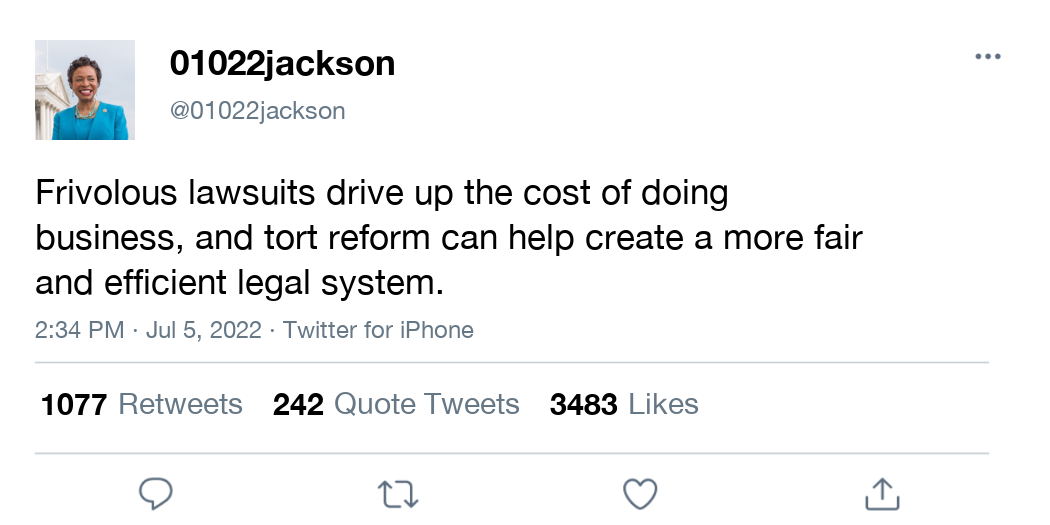 01022jackson
@01022jackson
Frivolous lawsuits drive up the cost of doing
business, and tort reform can help create a more fair
and efficient legal system.
2:34 PM · Jul 5, 2022 · Twitter for iPhone
1077 Retweets 242 Quote Tweets 3483 Likes